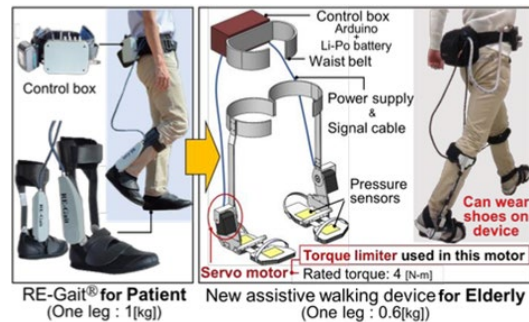 Control box
RE-Gait
RE-Gait® for Patient
(One leg : 1[kg])
Control box
Arduino
+
Li-Po battery
Waist belt
Power supply
&
Signal cable
Pressure
sensors
Can wear
shoes on
device
Torque limiter used in this motor
Servo motor
Rated torque: 4 [N-m]
New assistive walking device for Elderly
(One leg : 0.6[kg])